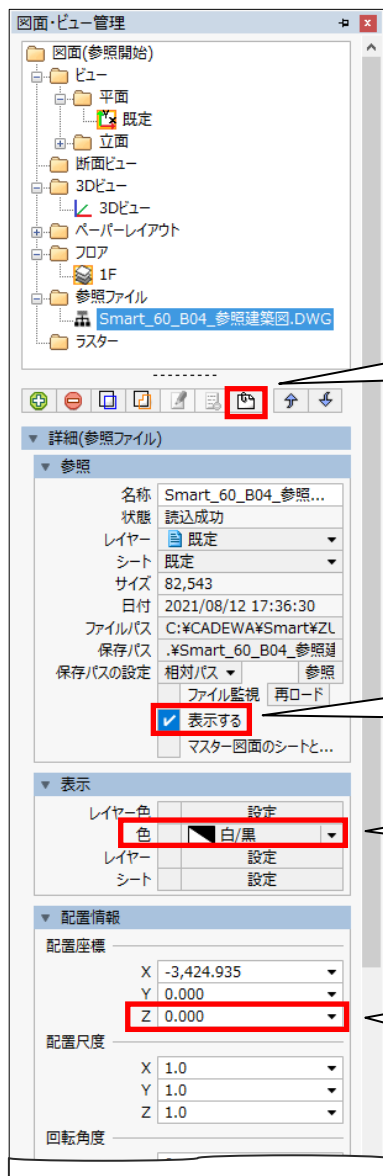 図面・ビュー管理
図面(参照開始)
ビュー
平面
既定
立面
断面ビュー
3Dビュー
3Dビュー
ペーパーレイアウト
フロア
1F
参照ファイル
Smart_60_B04_参照建築図.DWG
ラスター
詳細(参照ファイル)
参照
名称 Smart_60_B04_参照...
状態 読込成功
レイヤー 既定
シート 既定
サイズ 82,543
日付 2021/08/12 17:36:30
ファイルパス C:¥CADEWA¥Smart¥ZU
保存パス .¥Smart_60_B04_参照建
保存パスの設定 相対パス 参照
ファイル監視 再ロード
表示する
マスター図面のシートと...
表示
レイヤー色 設定
色 白/黒
レイヤー 設定
シート 設定
配置情報
配置座標
X -3,424.935
Y 0.000
Z 0.000
配置尺度
X 1.0
Y 1.0
Z 1.0
回転角度